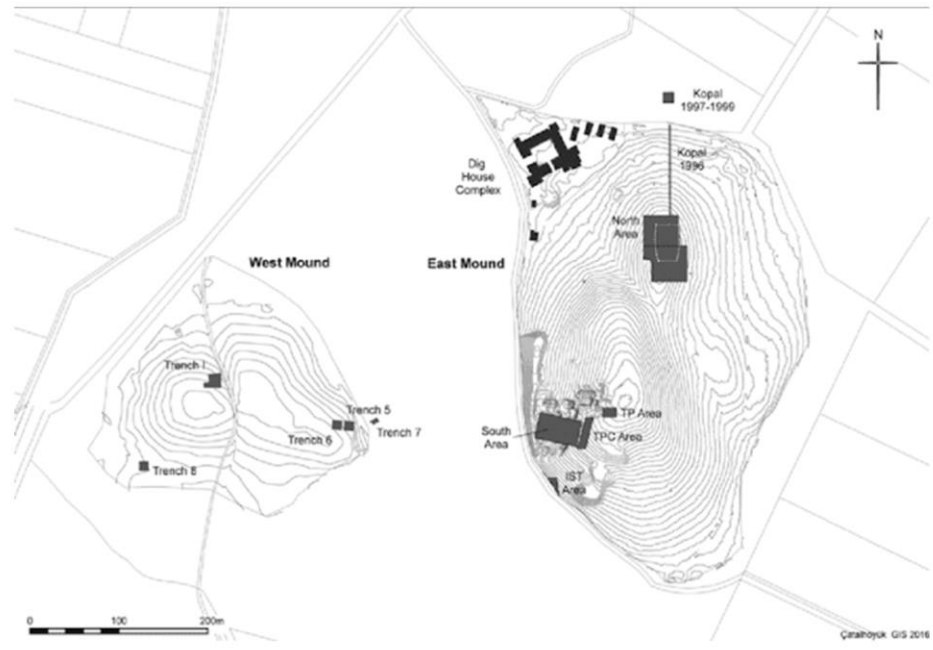 N
Kopal
1997-1999
Kopal
1996
Dig
House
Complex
North
Area
West Mound
East Mound
Trench I
Trench 5
Trench 6
Trench 7
Trench 8
South
Area
TP Area
TPC Area
IST
Area
0
100
200m
Çatalhöyük GIS 2016